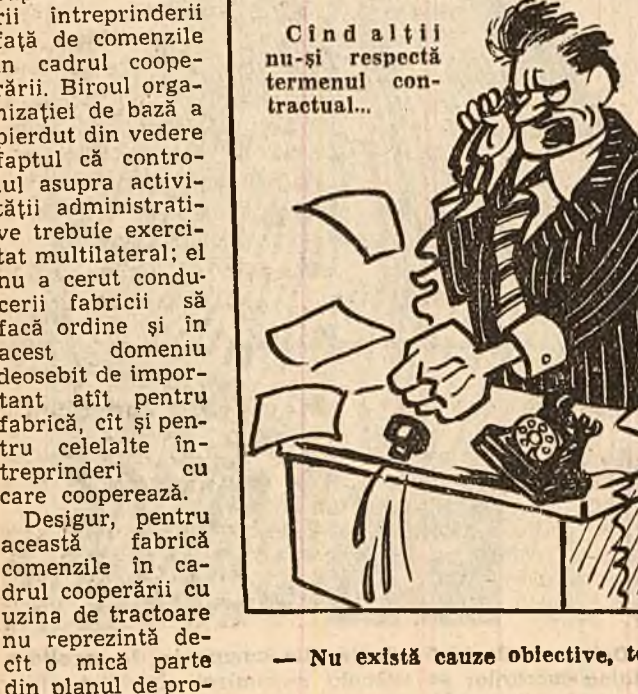 rii întreprinderii
față de comenzile
în cadrul coope-
rării. Biroul orga-
nizației de bază a
pierdut din vedere
faptul că contro-
lul asupra activi-
tății administrati-
ve trebuie exerci-
tat multilateral; el
nu a cerut condu-
cerii fabricii să
facă ordine și în
acest domeniu
deosebit de impor-
tant atît pentru
fabrică, cît și pen-
tru celelalte în-
treprinderi cu
care cooperează.
Desigur, pentru
această fabrică
comenzile în ca-
drul cooperării cu
uzina de tractoare
nu reprezintă de-
cît o mică parte
din planul de pro-
Cînd alții
nu-și respectă
termenul con-
tractual...
— Nu există cauze obiective, t